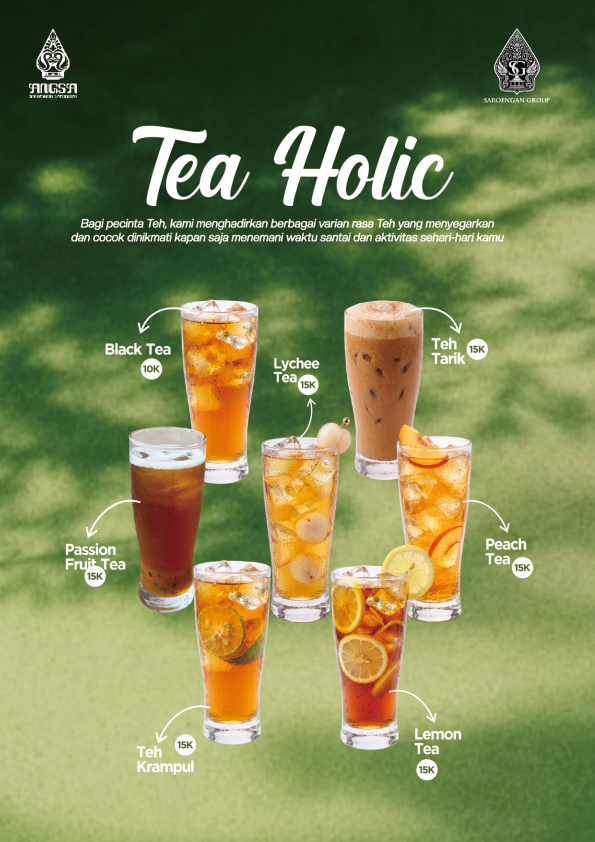 ANGSA
SAROENGAN GROUP
Tea Holic
Bagi pecinta Teh, kami menghadirkan berbagai varian rasa Teh yang menyegarkan
dan cocok dinikmati kapan saja menemani waktu santai dan aktivitas sehari-hari kamu
Black Tea
10K
Lychee
Tea 15K
Teh
Tarik 15K
Passion
Fruit Tea
15K
Peach
Tea 15K
Teh 15K
Krampul
Lemon
Tea
15K